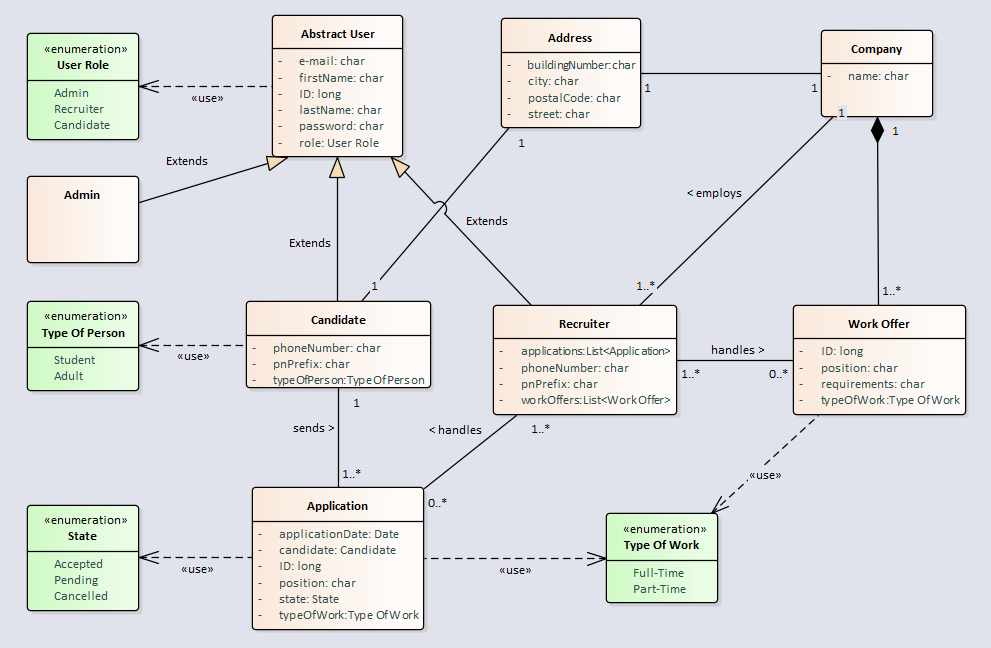 «enumeration»
User Role
Admin
Recruiter
Candidate
«use»
Abstract User
- e-mail: char
- firstName: char
- ID: long
- lastName: char
- password: char
- role: User Role
Address
- buildingNumber:char
- city: char
- postalCode: char
- street: char
1
1
Company
- name: char
1
1
1
Extends
Admin
< employs
Extends
Extends
1
1..*
1..*
«enumeration»
Type Of Person
Student
Adult
«use»
Candidate
- phoneNumber: char
- pnPrefix: char
- typeOfPerson:TypeOfPerson
Recruiter
- applications:List<Application>
- phoneNumber: char
- pnPrefix: char
- workOffers:List<WorkOffer>
handles >
1..*
0..*
Work Offer
- ID: long
- position: char
- requirements: char
- typeOfWork:Type OfWork
1
sends >
1..*
< handles
1..*
0..*
«use»
«enumeration»
State
Accepted
Pending
Cancelled
«use»
Application
- applicationDate: Date
- candidate: Candidate
- ID: long
- position: char
- state: State
- typeOfWork:Type OfWork
«use»
«enumeration»
Type Of Work
Full-Time
Part-Time